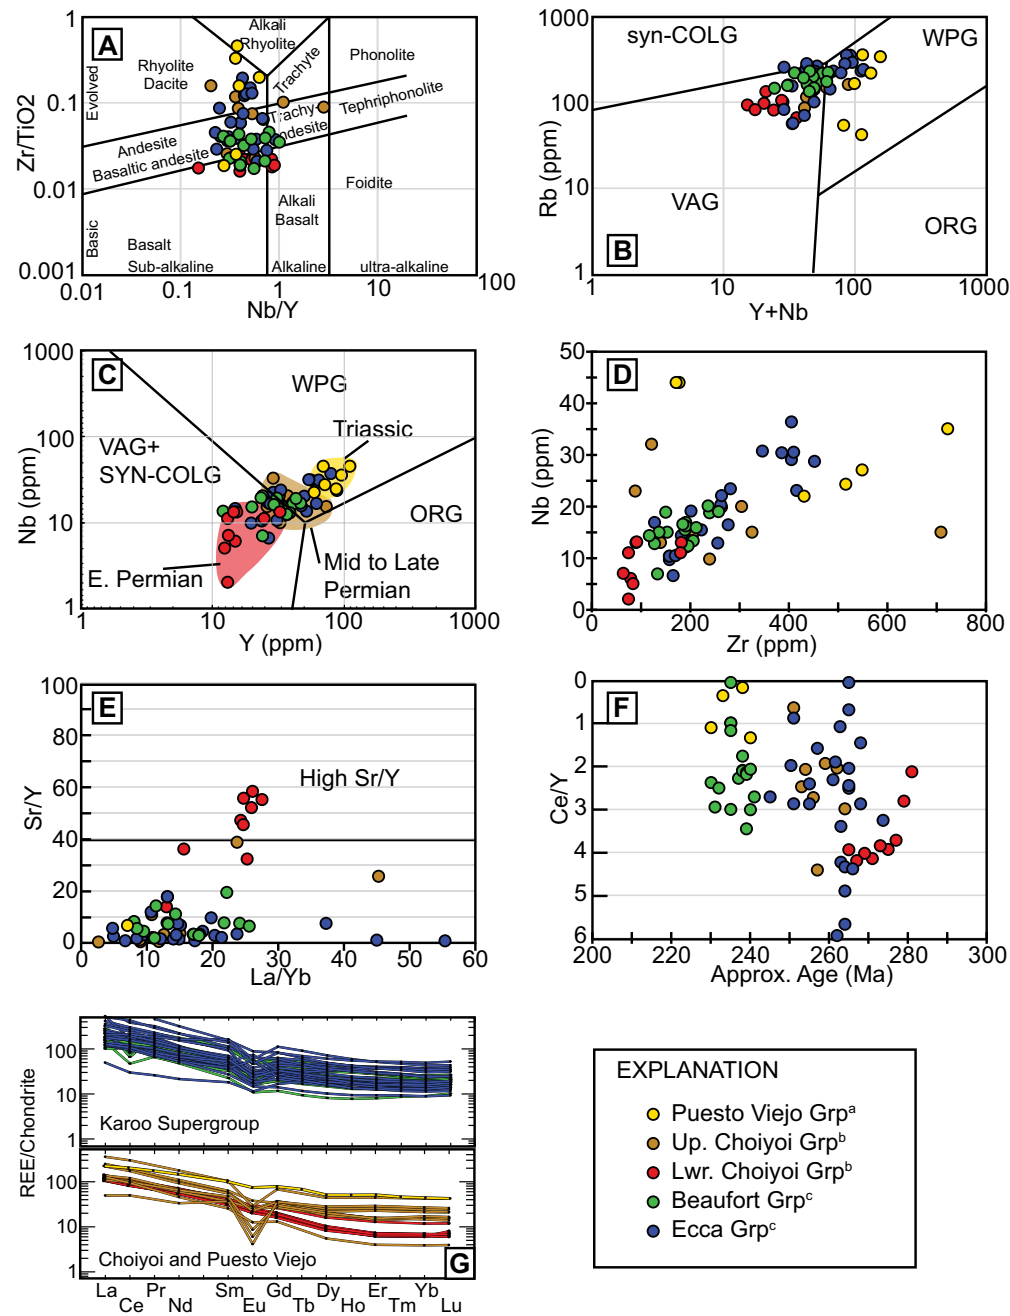 A
1
0.1
0.01
0.001
Zr/TiO2
Evolved
Basic
Alkali
Rhyolite
Rhyolite
Dacite
Trachyte
Phonolite
Tephriphonolite
Trachy-
andesite
Andesite
Basaltic andesite
Foidite
Alkali
Basalt
Basalt
Sub-alkaline
Alkaline
ultra-alkaline
0.01
0.1
1
10
100
Nb/Y
B
1000
100
10
1
Rb (ppm)
syn-COLG
WPG
VAG
ORG
1
10
100
1000
Y+Nb
C
1000
100
10
1
Nb (ppm)
WPG
Triassic
VAG+
SYN-COLG
ORG
E. Permian
Mid to Late
Permian
10
100
1000
Y (ppm)
D
50
40
30
20
10
0
Nb (ppm)
0
200
400
600
800
Zr (ppm)
E
100
80
60
40
20
0
Sr/Y
High Sr/Y
0
10
20
30
40
50
60
La/Yb
F
0
1
2
3
4
5
6
Ce/Y
200
220
240
260
280
300
Approx. Age (Ma)
REE/Chondrite
100
10
1
Karoo Supergroup
100
10
1
Choiyoi and Puesto Viejo
G
La
Ce
Pr
Nd
Sm
Eu
Gd
Tb
Dy
Ho
Er
Tm
Yb
Lu
EXPLANATION
Puesto Viejo Grpᵃ
Up. Choiyoi Grpᵇ
Lwr. Choiyoi Grpᵇ
Beaufort Grpᶜ
Ecca Grpᶜ